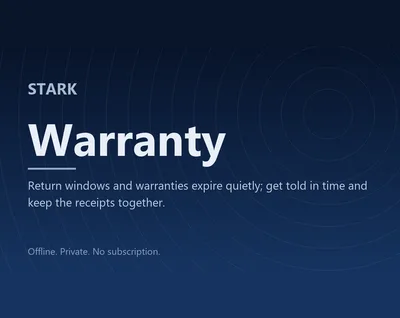 STARK
Warranty
Return windows and warranties expire quietly; get told in time and
keep the receipts together.
Offline. Private. No subscription.